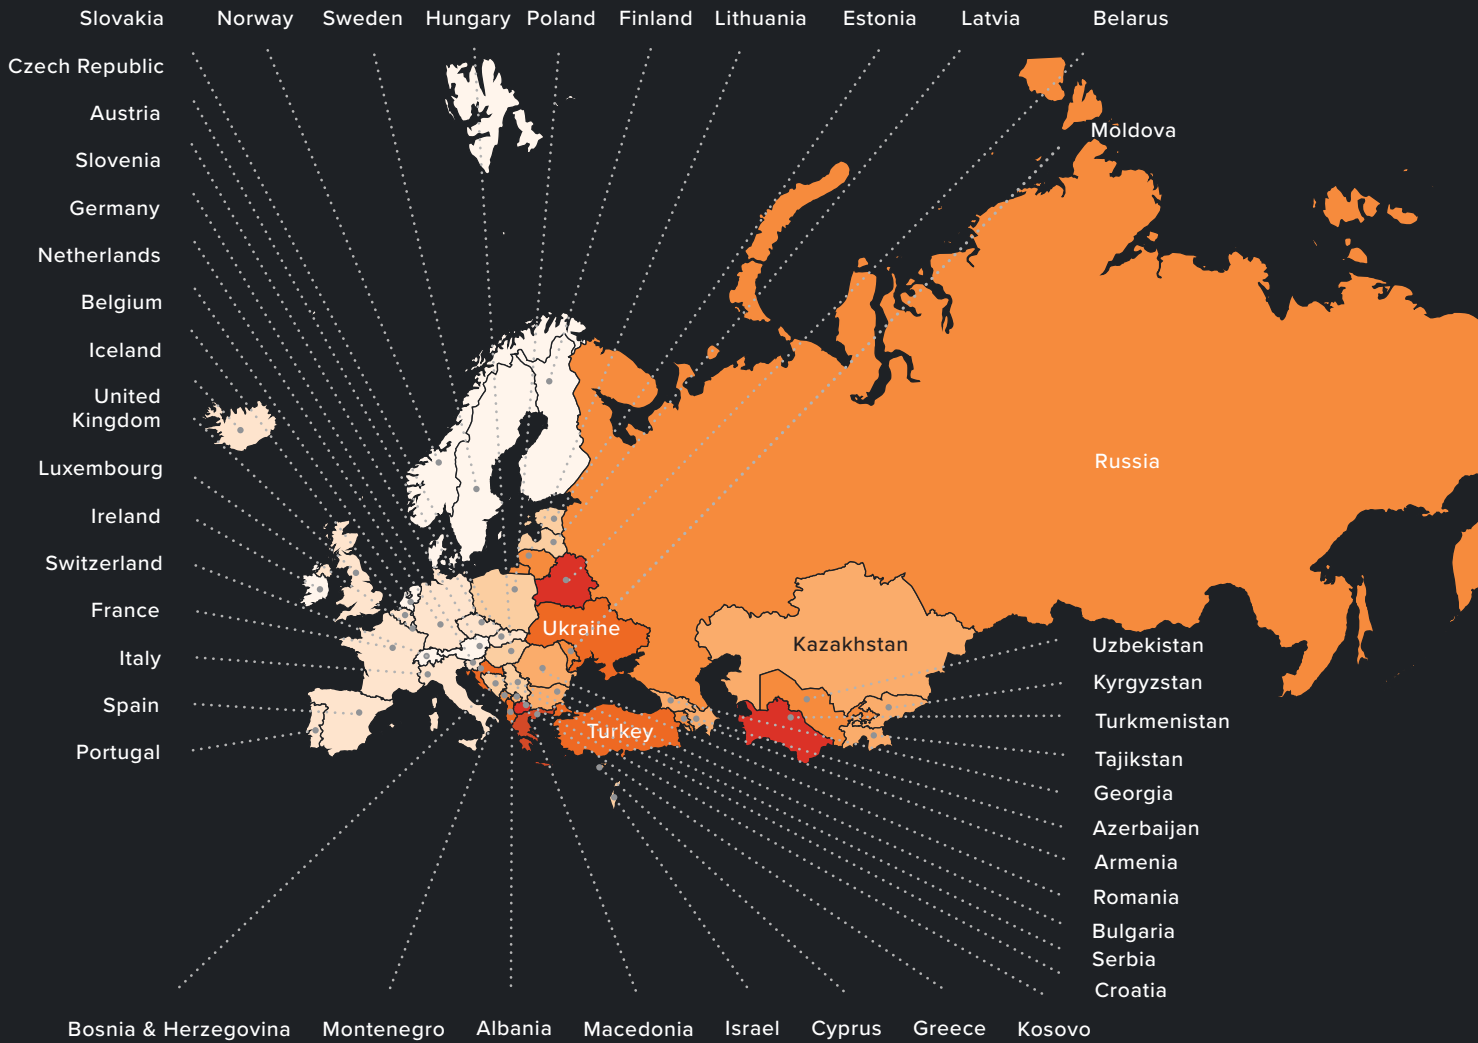 Slovakia
Norway
Sweden
Hungary
Poland
Finland
Lithuania
Estonia
Latvia
Belarus
Czech Republic
Austria
Moldova
Slovenia
Germany
Netherlands
Belgium
Iceland
United
Kingdom
Russia
Luxembourg
Ireland
Switzerland
France
Ukraine
Kazakhstan
Uzbekistan
Italy
Kyrgyzstan
Spain
Turkmenistan
Turkey
Portugal
Tajikstan
Georgia
Azerbaijan
Armenia
Romania
Bulgaria
Serbia
Croatia
Bosnia & Herzegovina
Montenegro
Albania
Macedonia
Israel
Cyprus
Greece
Kosovo